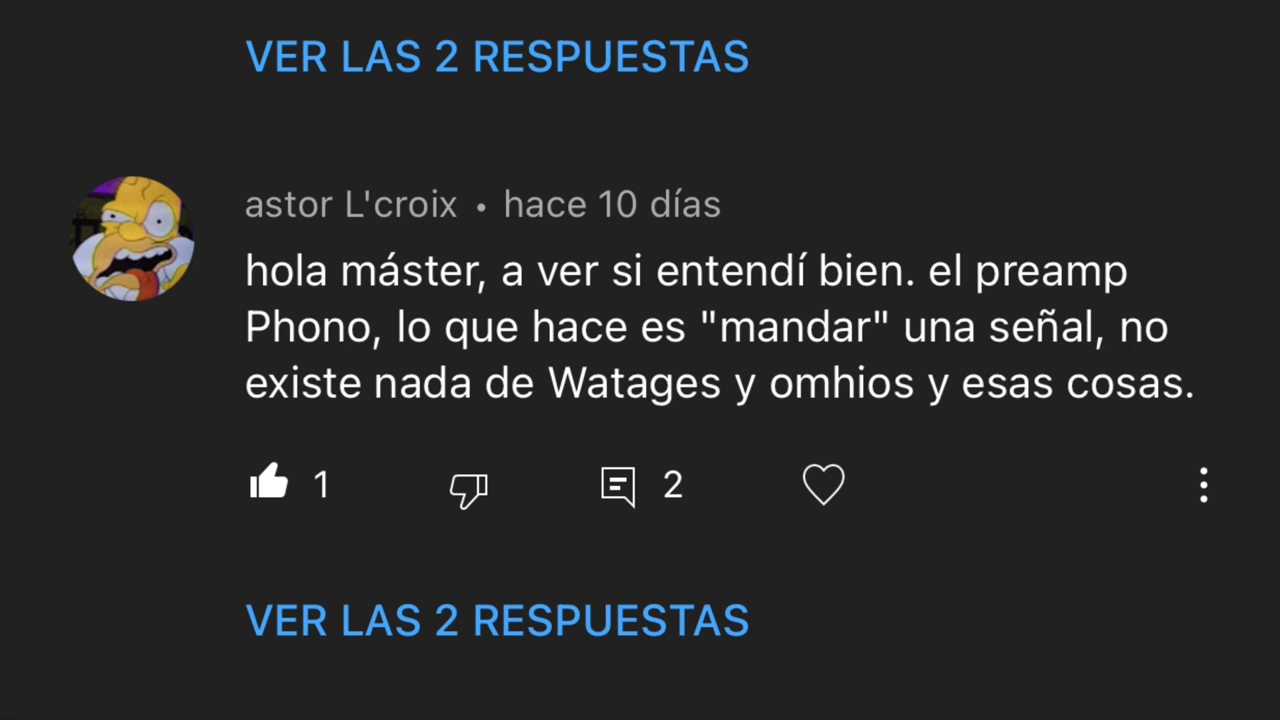 VER LAS 2 RESPUESTAS
astor L'croix • hace 10 días
hola máster, a ver si entendí bien. el preamp
Phono, lo que hace es "mandar" una señal, no
existe nada de Watages y omhios y esas cosas.
1 2
VER LAS 2 RESPUESTAS